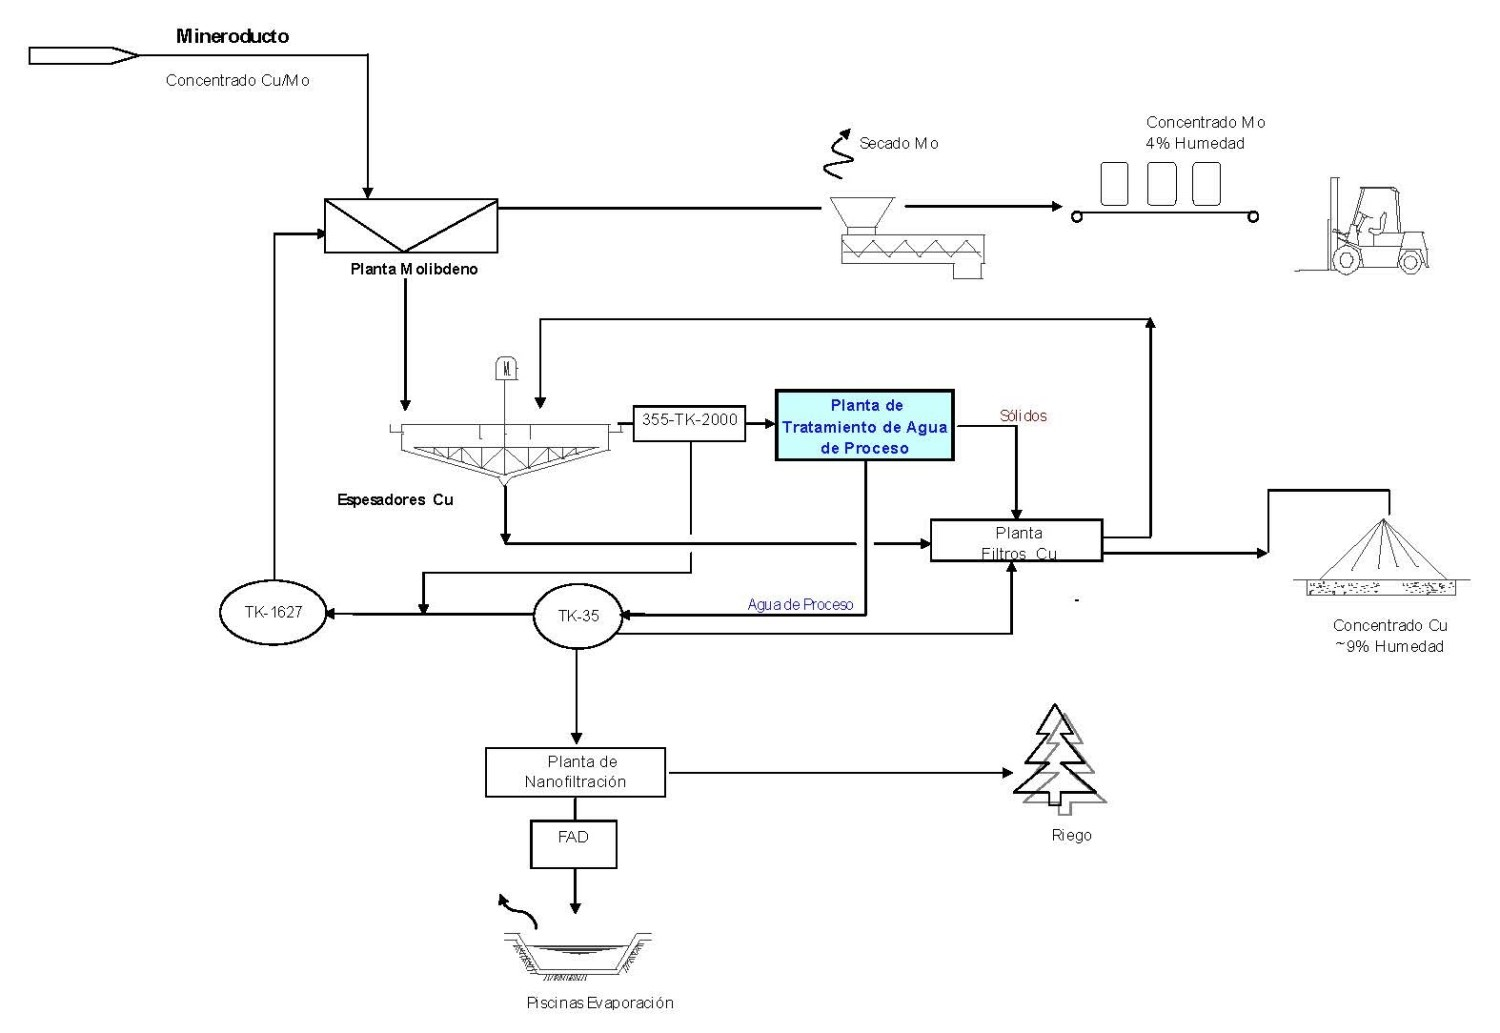 Mineroducto
Concentrado Cu/Mo
Secado Mo
Concentrado Mo
4% Humedad
Planta Molibdeno
355-TK-2000
Planta de
Tratamiento de Agua
de Proceso
Sólidos
Espesadores Cu
Planta
Filtros Cu
TK-1627
TK-35
Agua de Proceso
Concentrado Cu
~9% Humedad
Planta de
Nanofiltración
FAD
Riego
Piscinas Evaporación